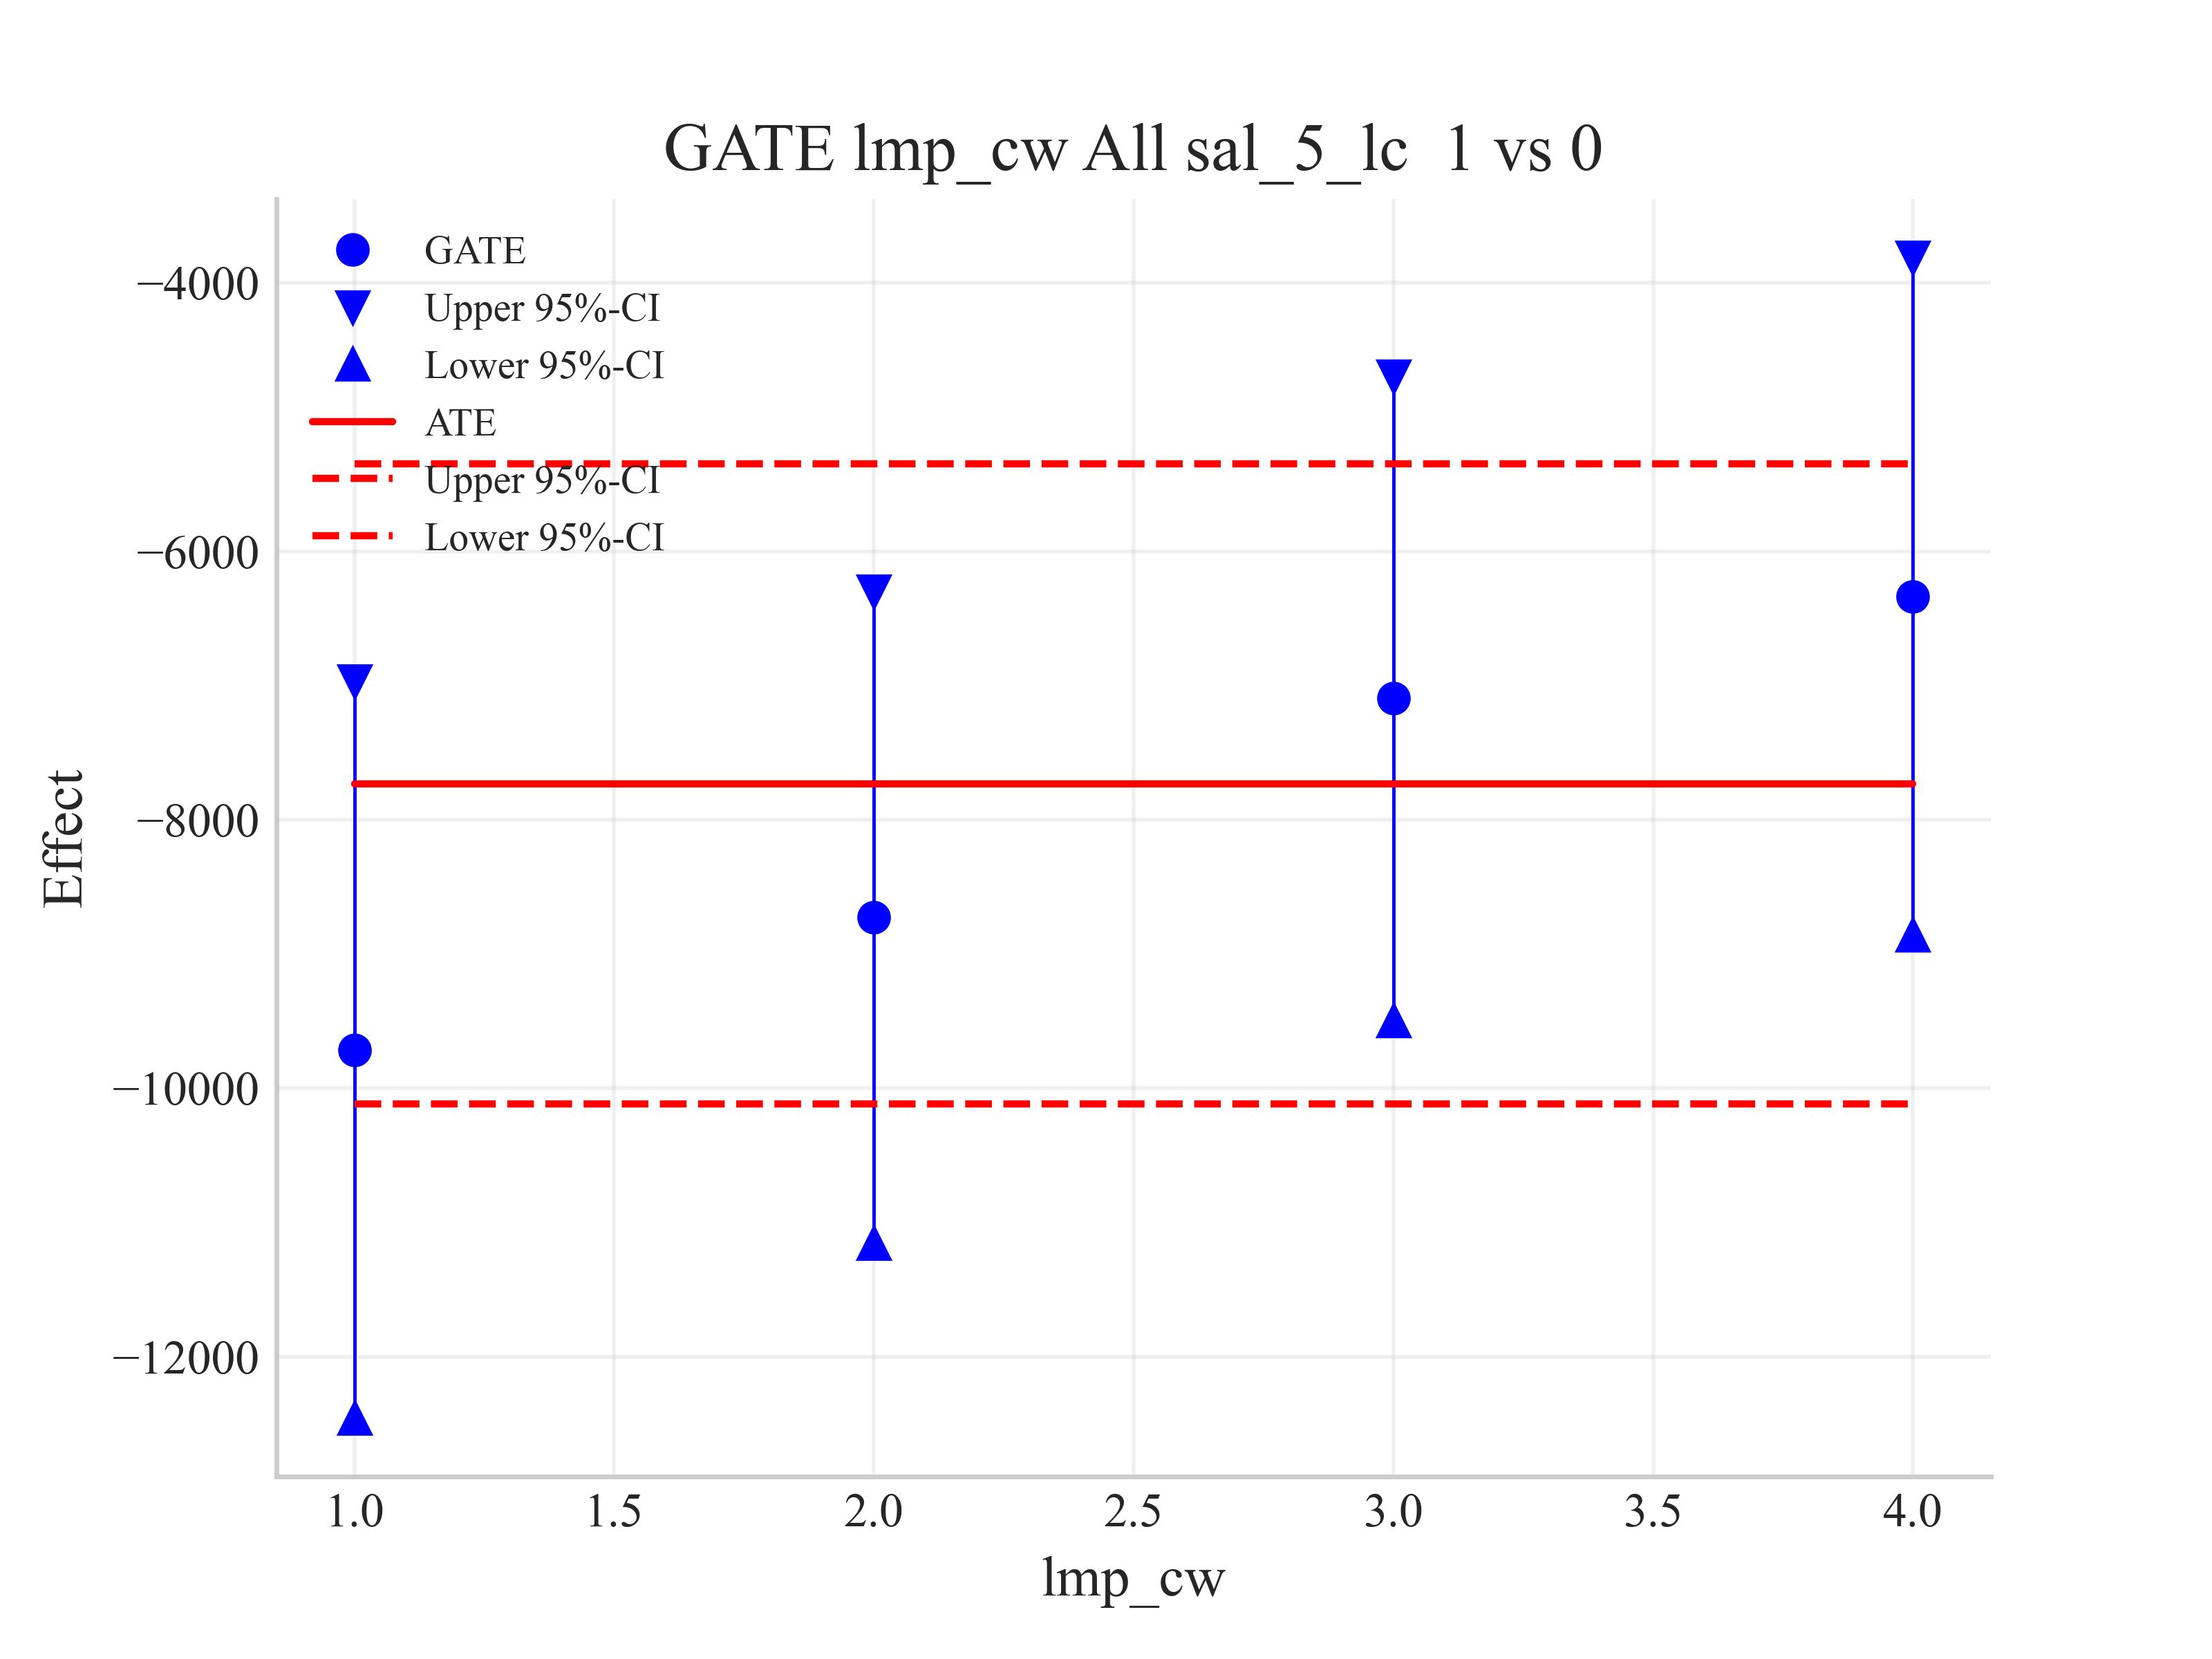 GATE lmp_cw All sal_5_lc  1 vs 0
GATE
Upper 95%-CI
Lower 95%-CI
ATE
Upper 95%-CI
Lower 95%-CI
−4000
−6000
−8000
−10000
−12000
Effect
1.0 1.5 2.0 2.5 3.0 3.5 4.0
lmp_cw